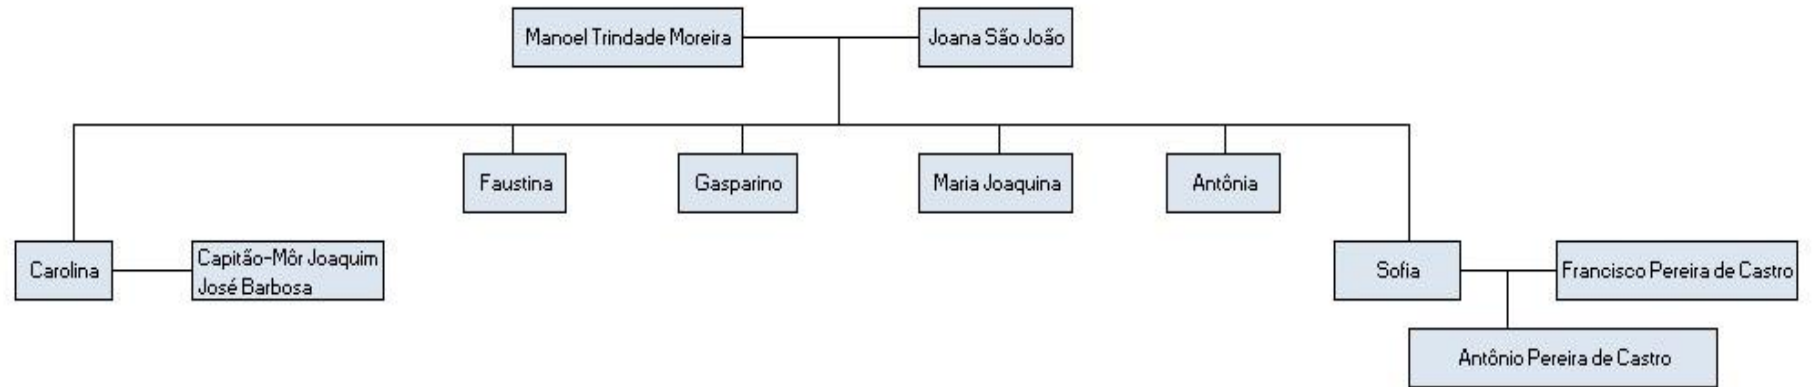 Manoel Trindade Moreira
Joana São João
Faustina
Gasparino
Maria Joaquina
Antônia
Carolina
Capitão-Môr Joaquim
José Barbosa
Sofia
Francisco Pereira de Castro
Antônio Pereira de Castro